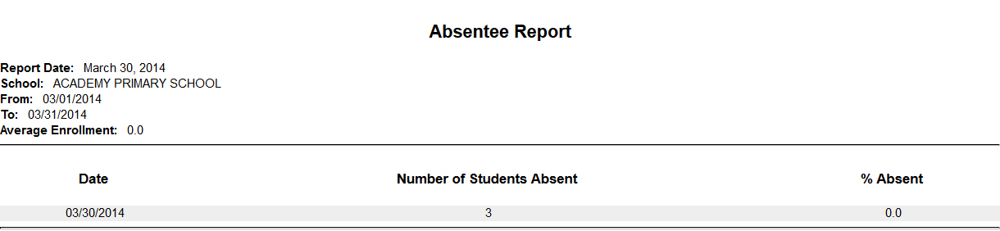 Absentee Report
Report Date: March 30, 2014
School: ACADEMY PRIMARY SCHOOL
From: 03/01/2014
To: 03/31/2014
Average Enrollment: 0.0
Date Number of Students Absent % Absent
03/30/2014 3 0.0